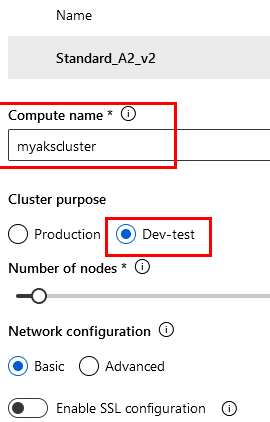 Name
Standard_A2_v2
Compute name *
myakscluster
Cluster purpose
Production Dev-test
Number of nodes *
Network configuration
Basic Advanced
Enable SSL configuration